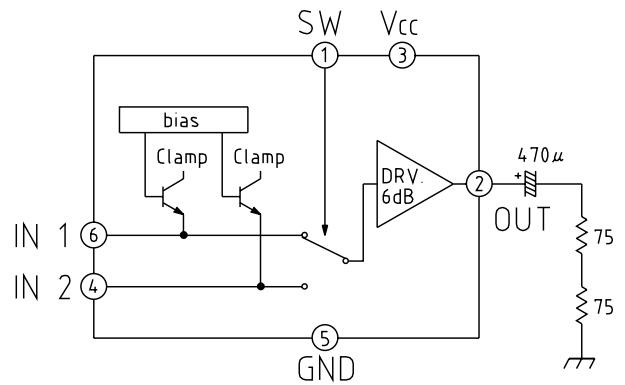 SW Vcc
1 3
bias
Clamp Clamp
470μ
+
DRV.
6dB
2
OUT
IN 1 6
75
IN 2 4
75
5
GND